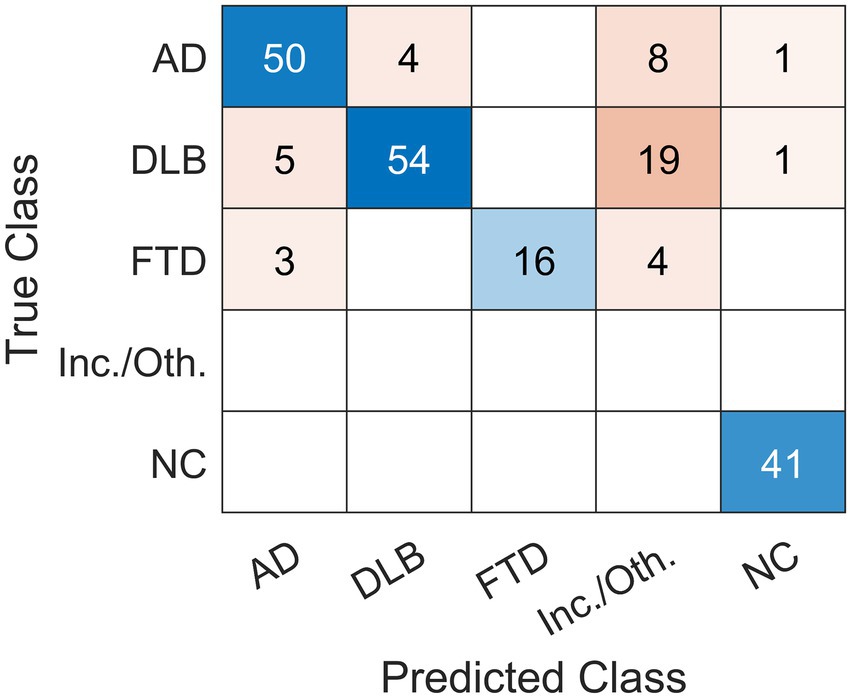 True Class
AD 50 4 8 1
DLB 5 54 19 1
FTD 3 16 4
Inc./Oth.
NC 41
AD DLB FTD Inc./Oth. NC
Predicted Class